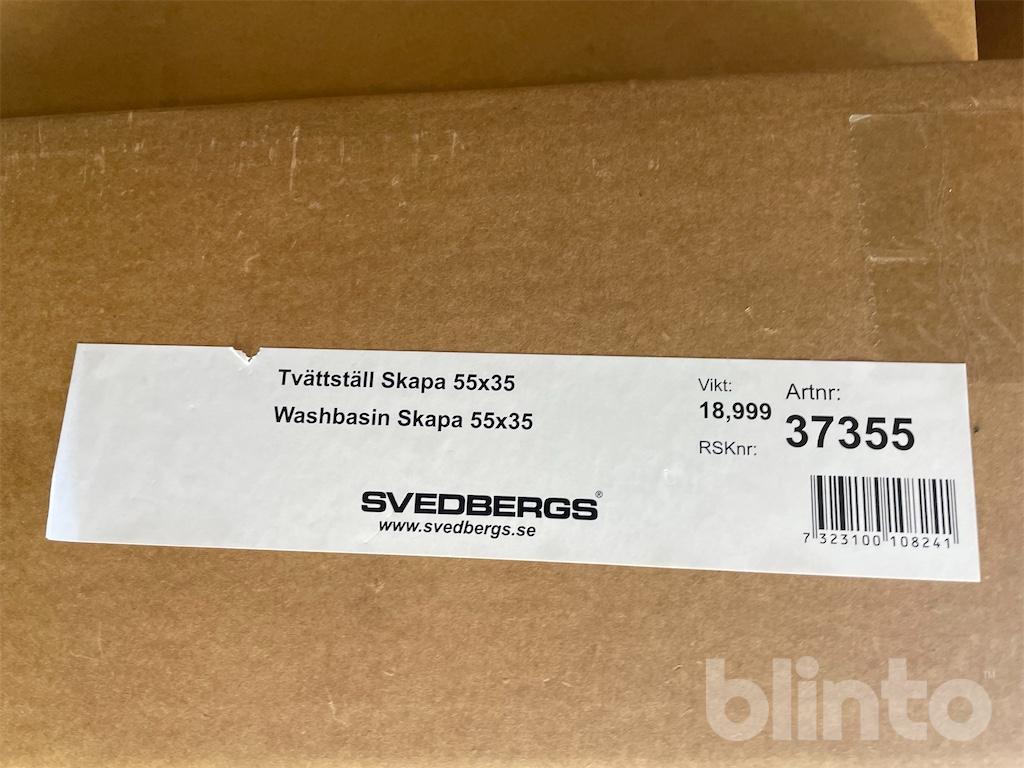 Tvättställ Skapa 55x35
Washbasin Skapa 55x35
SVEDBERGS®
www.svedbergs.se
Vikt:
18,999
RSKnr:
Artnr:
37355
7 323100 108241
blinto™